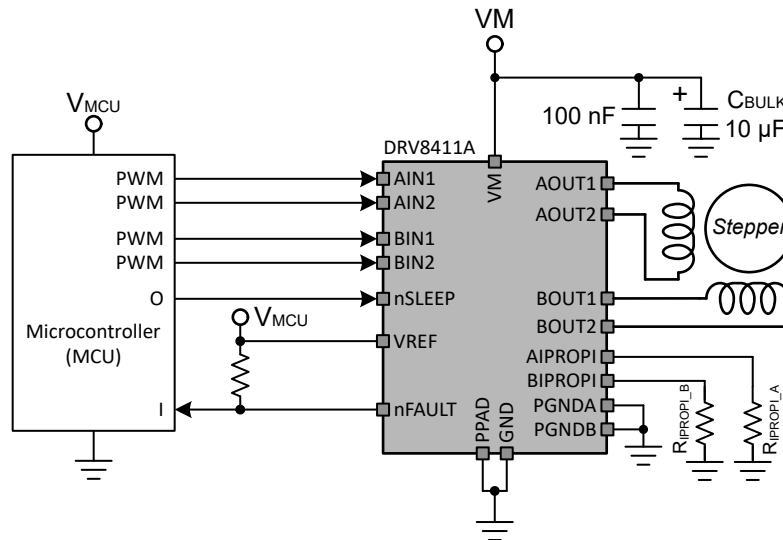 VM
VMCU
100 nF
+
CBULK
10 µF
DRV8411A
PWM
PWM
PWM
PWM
O
Microcontroller
(MCU)
I
VMCU
AIN1
AIN2
BIN1
BIN2
nSLEEP
VREF
nFAULT
VM
PPAD
GND
AOUT1
AOUT2
BOUT1
BOUT2
AIPROPI
BIPROPI
PGNDA
PGNDB
Stepper
RIPROPI_B
RIPROPI_A